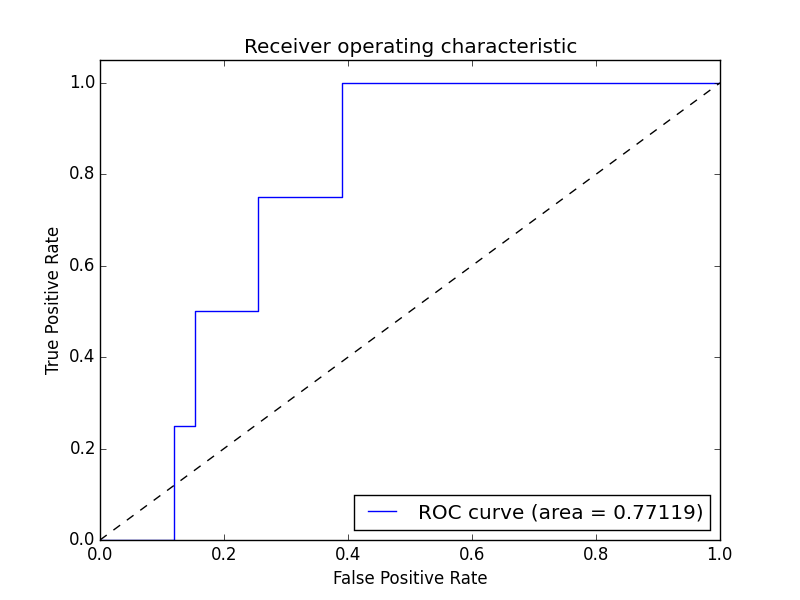 Receiver operating characteristic
1.0
0.8
0.6
0.4
0.2
0.0
True Positive Rate
ROC curve (area = 0.77119)
0.0 0.2 0.4 0.6 0.8 1.0
False Positive Rate